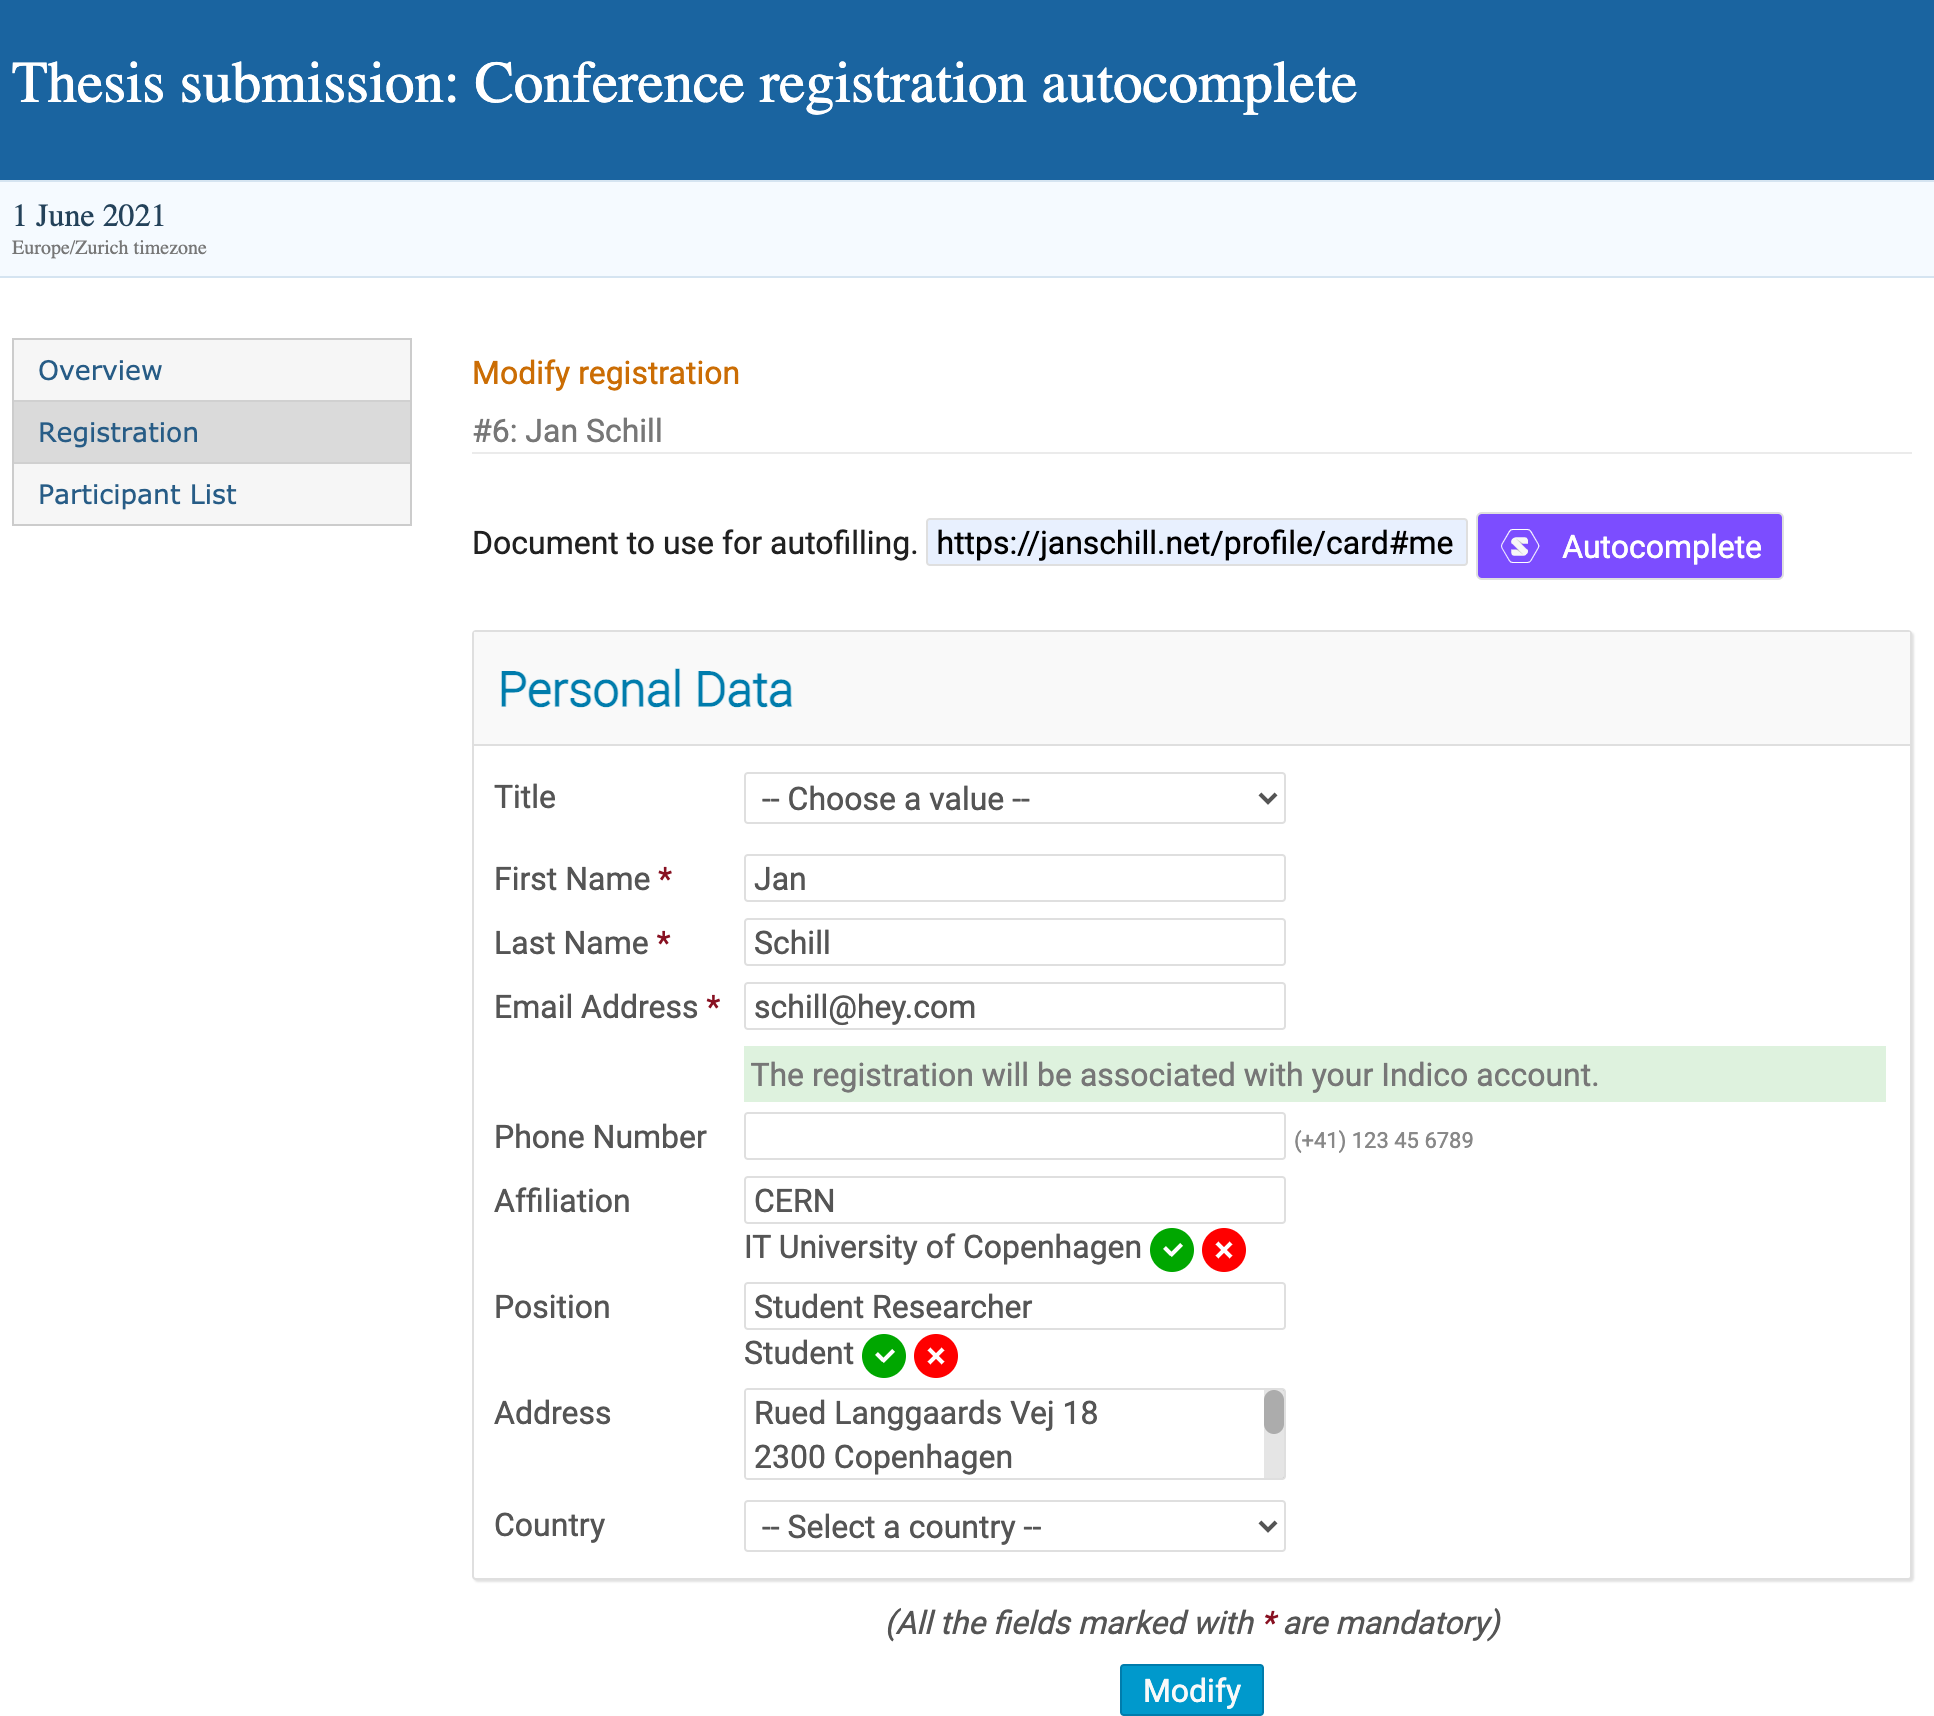 Thesis submission: Conference registration autocomplete
1 June 2021
Europe/Zurich timezone
Overview
Registration
Participant List
Modify registration
#6: Jan Schill
Document to use for autofilling. https://janschill.net/profile/card#me Autocomplete
Personal Data
Title -- Choose a value --
First Name * Jan
Last Name * Schill
Email Address * schill@hey.com
The registration will be associated with your Indico account.
Phone Number (+41) 123 45 6789
Affiliation CERN
IT University of Copenhagen
Position Student Researcher
Student
Address Rued Langgaards Vej 18
2300 Copenhagen
Country -- Select a country --
(All the fields marked with * are mandatory)
Modify